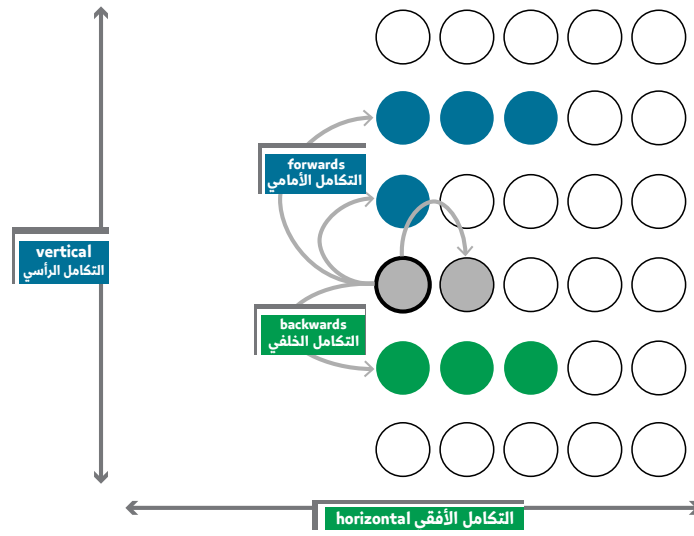 forwards
التكامل الأمامي
vertical
التكامل الرأسي
backwards
التكامل الخلفي
horizontal التكامل الأفقي